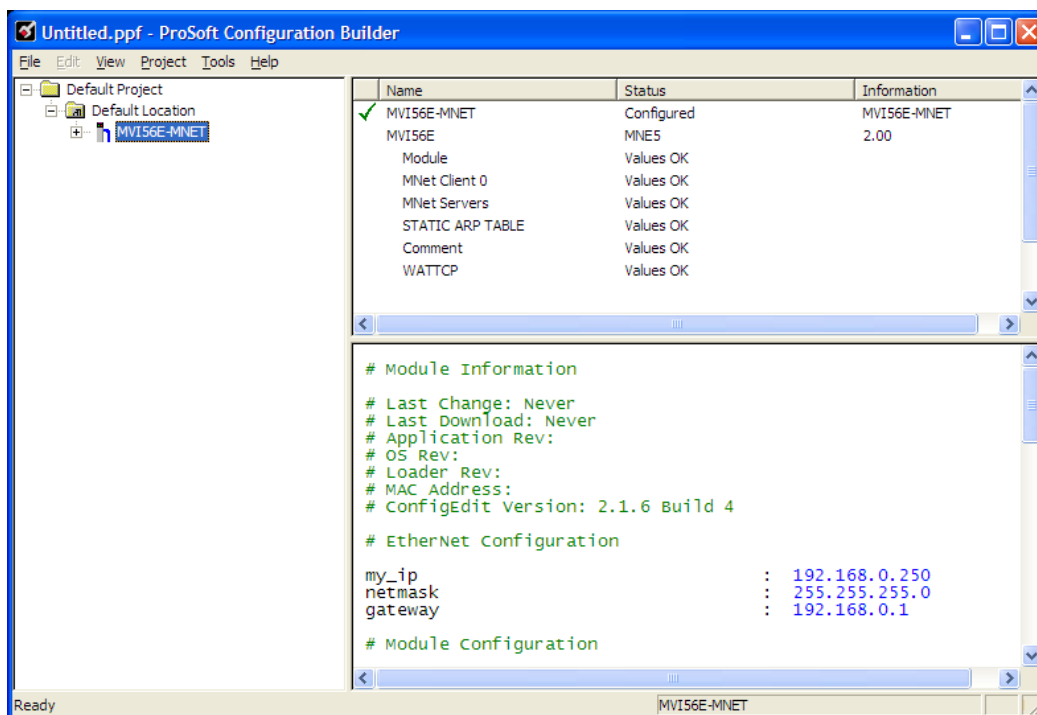 Untitled.ppf - ProSoft Configuration Builder
File Edit View Project Tools Help
Default Project
Default Location
MVI56E-MNET
Name Status Information
MVI56E-MNET Configured MVI56E-MNET
MVI56E MNE5 2.00
Module Values OK
MNet Client 0 Values OK
MNet Servers Values OK
STATIC ARP TABLE Values OK
Comment Values OK
WATTCP Values OK
# Module Information
# Last Change: Never
# Last Download: Never
# Application Rev:
# OS Rev:
# Loader Rev:
# MAC Address:
# ConfigEdit Version: 2.1.6 Build 4
# EtherNet Configuration
my_ip : 192.168.0.250
netmask : 255.255.255.0
gateway : 192.168.0.1
# Module Configuration
Ready MVI56E-MNET